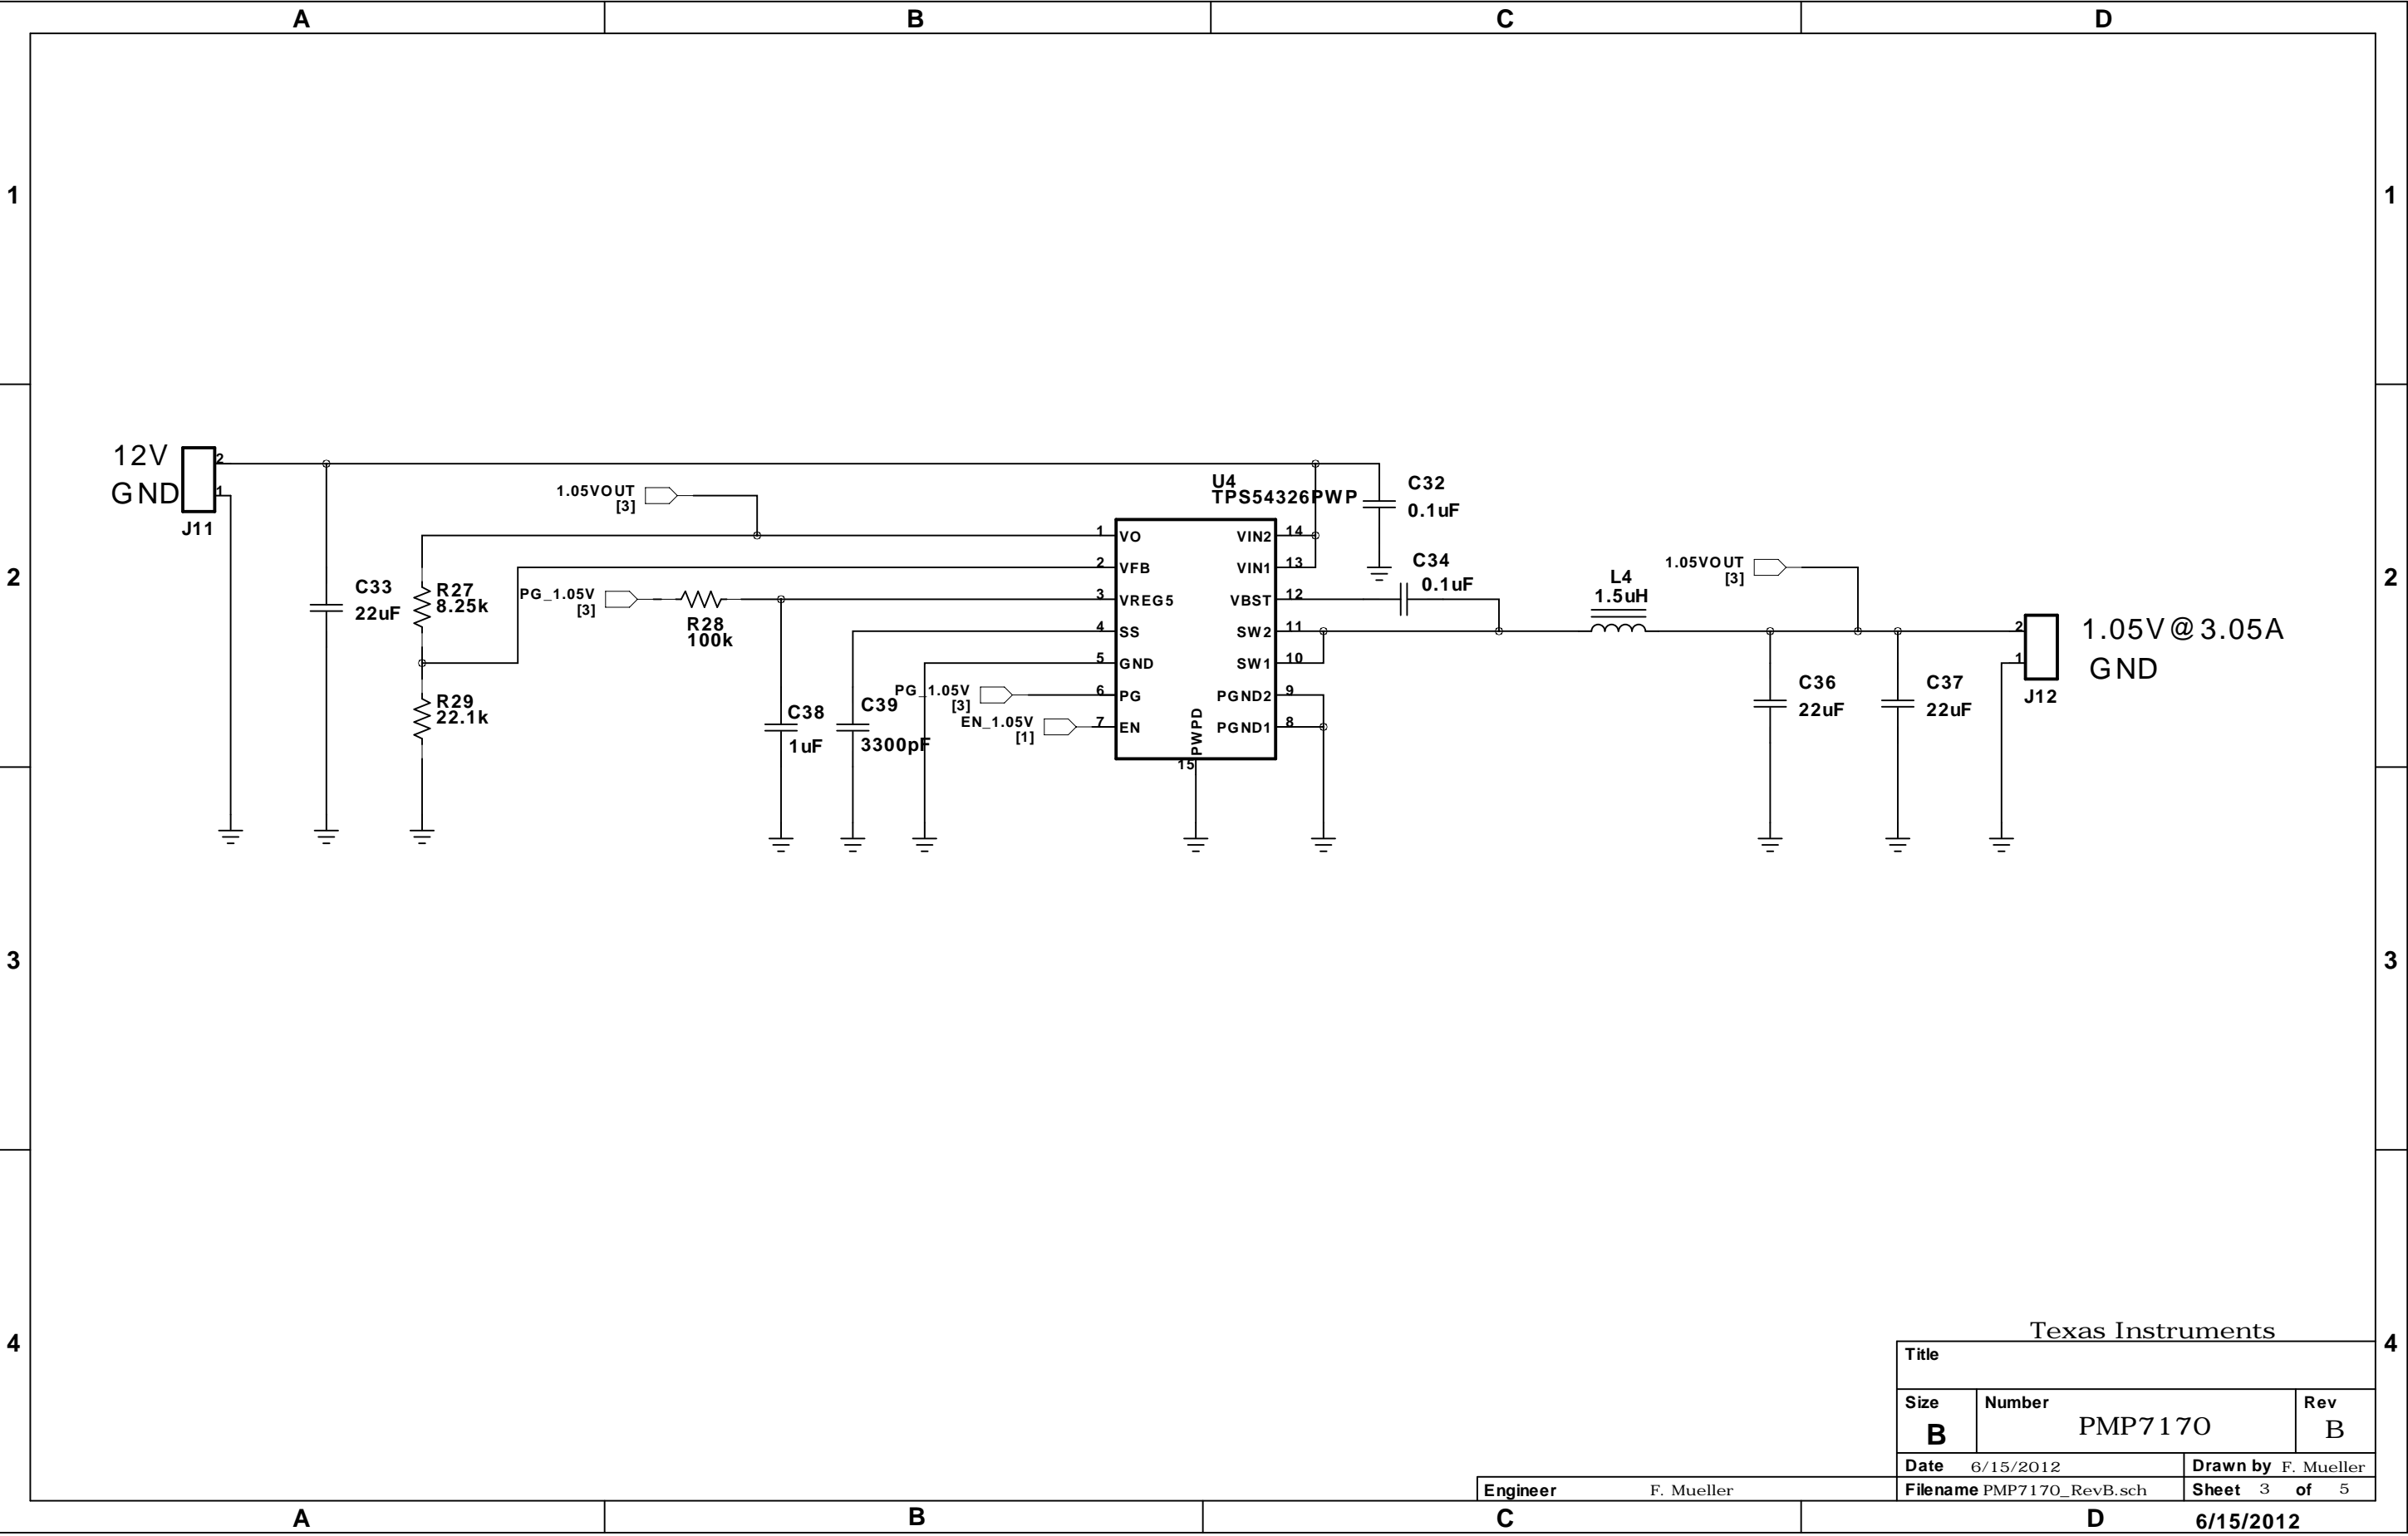 A B C D
1 1
12V
GND
2
1
J11
1.05VOUT
[3]
U4
TPS54326PWP
C32
0.1uF
1 VO VIN2 14
2 VFB VIN1 13
3 VREG5 VBST 12
4 SS SW2 11
5 GND SW1 10
6 PG PGND2 9
7 EN PGND1 8
PWPD
15
2 2
C33
22uF
R27
8.25k
PG_1.05V
[3]
R28
100k
C34
0.1uF
L4
1.5uH
1.05VOUT
[3]
2
1
J12
1.05V@3.05A
GND
R29
22.1k
C38
1uF
C39
3300pF
PG_1.05V
[3]
EN_1.05V
[1]
C36
22uF
C37
22uF
3 3
4 4
Texas Instruments
Title
Size Number Rev
B PMP7170 B
Date 6/15/2012 Drawn by F. Mueller
Engineer F. Mueller Filename PMP7170_RevB.sch Sheet 3 of 5
A B C D 6/15/2012